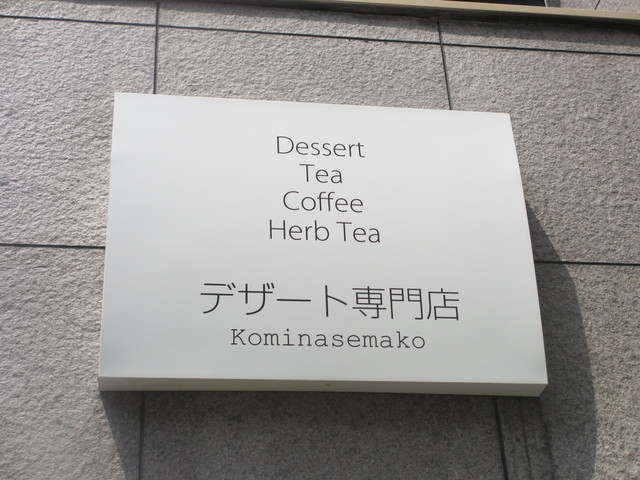 Dessert
Tea
Coffee
Herb Tea
デザート専門店
Kominasemako